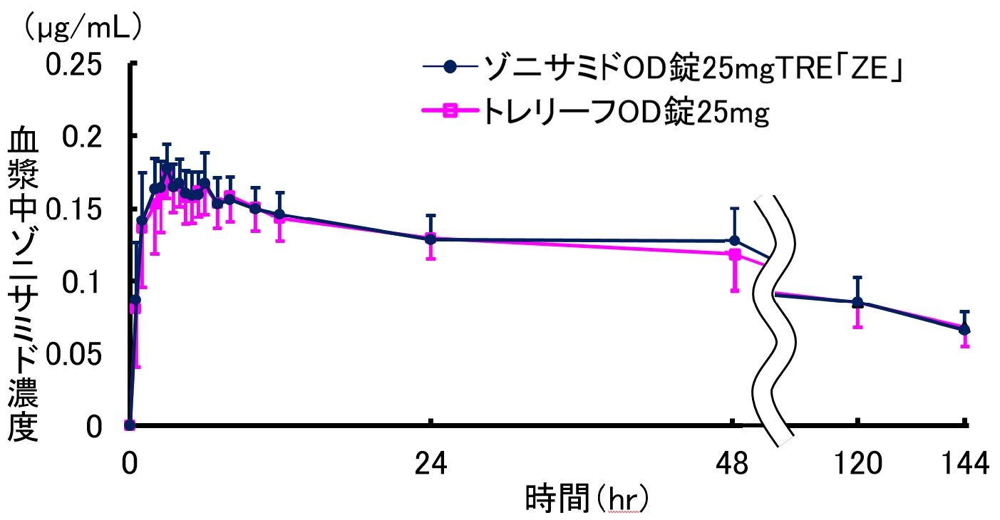 (μg/mL)
0.25
0.2
0.15
0.1
0.05
0
血漿中ゾニサミド濃度
ゾニサミドOD錠25mgTRE「ZE」
トレリーフOD錠25mg
0 24 48 120 144
時間(hr)